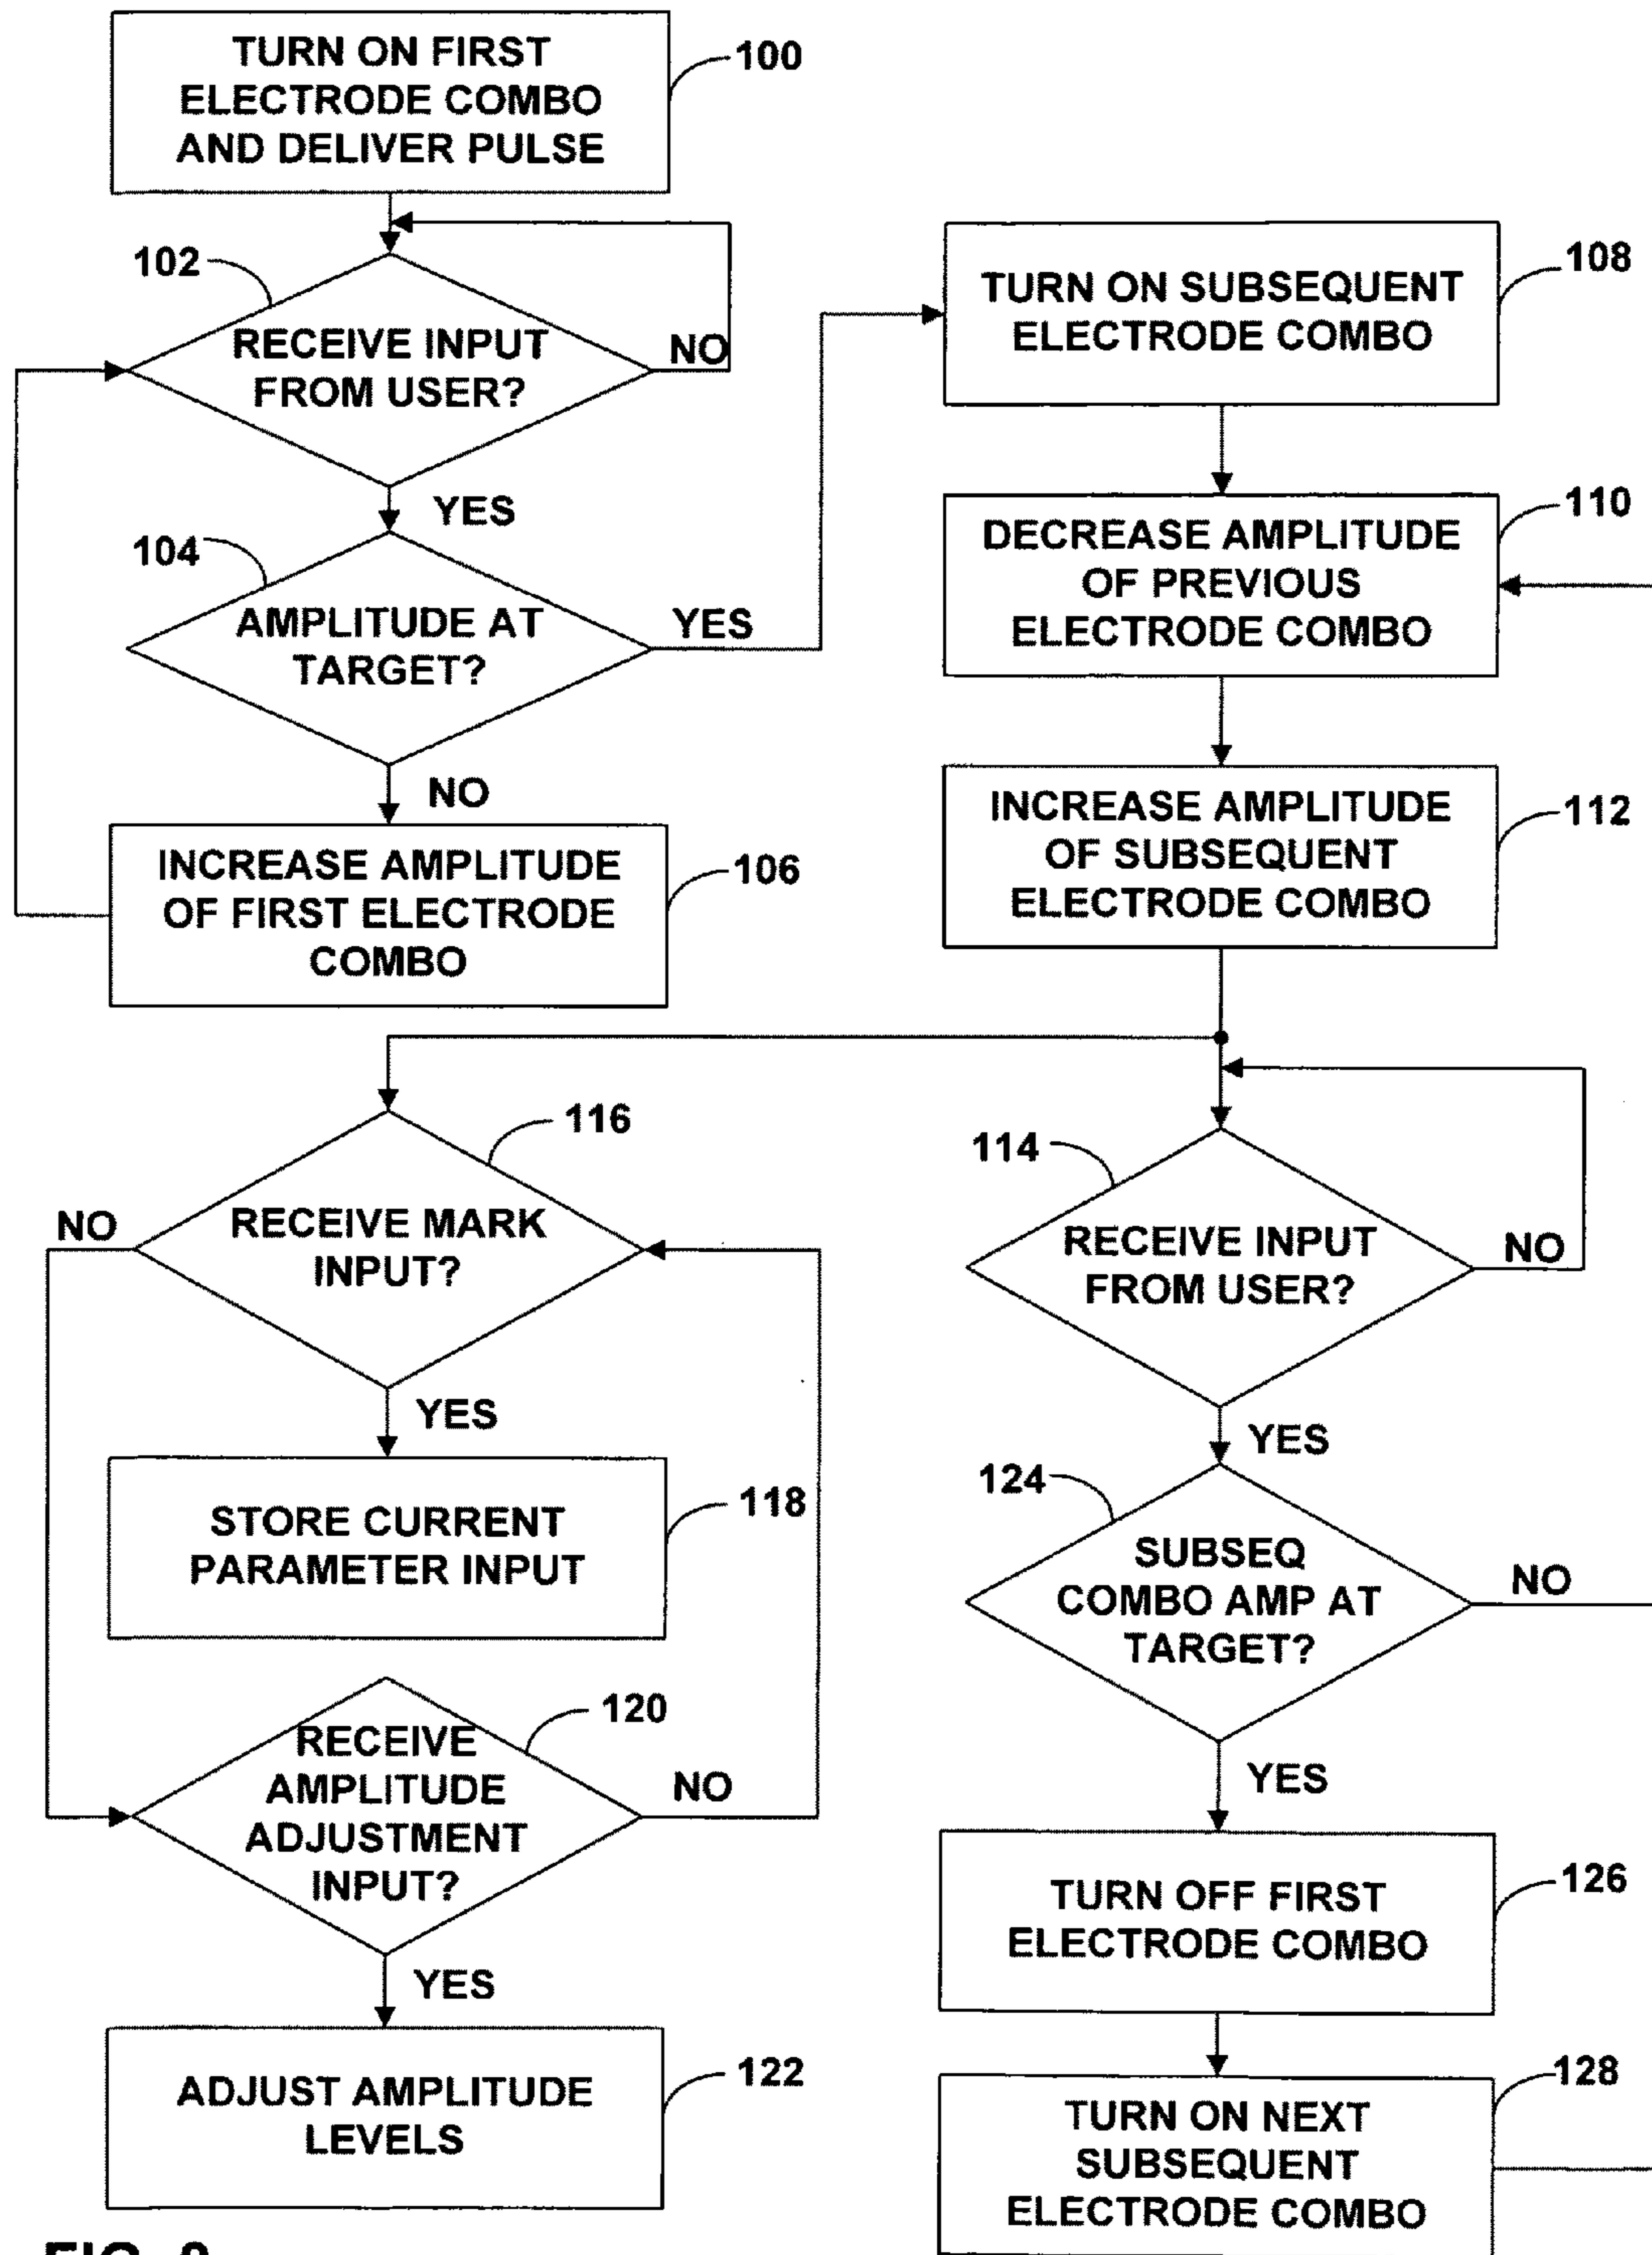 TURN ON FIRST
ELECTRODE COMBO
AND DELIVER PULSE
100
102
RECEIVE INPUT
FROM USER?
NO
YES
104
AMPLITUDE AT
TARGET?
YES
NO
INCREASE AMPLITUDE
OF FIRST ELECTRODE
COMBO
106
TURN ON SUBSEQUENT
ELECTRODE COMBO
108
DECREASE AMPLITUDE
OF PREVIOUS
ELECTRODE COMBO
110
INCREASE AMPLITUDE
OF SUBSEQUENT
ELECTRODE COMBO
112
116
RECEIVE MARK
INPUT?
NO
YES
STORE CURRENT
PARAMETER INPUT
118
120
RECEIVE
AMPLITUDE
ADJUSTMENT
INPUT?
NO
YES
ADJUST AMPLITUDE
LEVELS
122
114
RECEIVE INPUT
FROM USER?
NO
YES
124
SUBSEQ
COMBO AMP AT
TARGET?
NO
YES
TURN OFF FIRST
ELECTRODE COMBO
126
TURN ON NEXT
SUBSEQUENT
ELECTRODE COMBO
128
FIG.